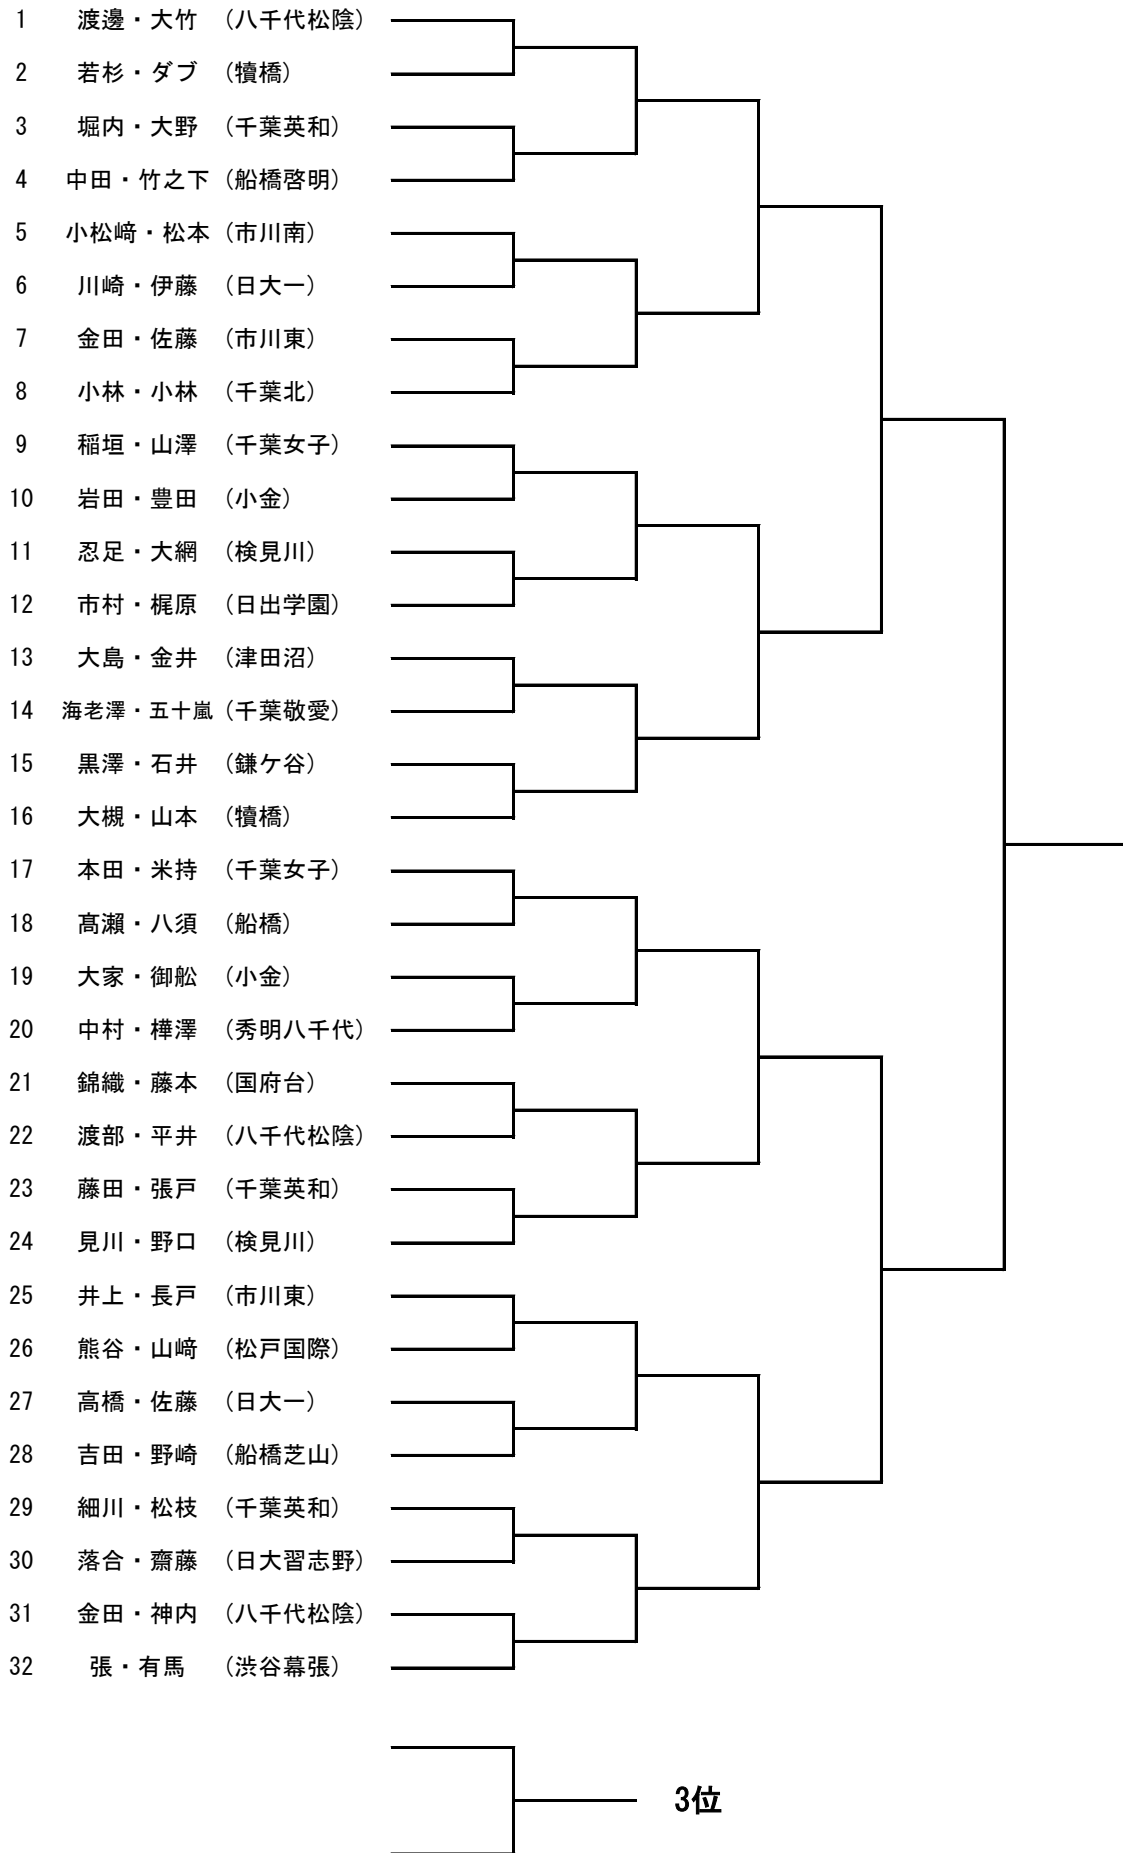 1 渡邊・大竹 (八千代松陰)
2 若杉・ダブ (犢橋)
3 堀内・大野 (千葉英和)
4 中田・竹之下 (船橋啓明)
5 小松﨑・松本 (市川南)
6 川崎・伊藤 (日大一)
7 金田・佐藤 (市川東)
8 小林・小林 (千葉北)
9 稲垣・山澤 (千葉女子)
10 岩田・豊田 (小金)
11 忍足・大網 (検見川)
12 市村・梶原 (日出学園)
13 大島・金井 (津田沼)
14 海老澤・五十嵐 (千葉敬愛)
15 黒澤・石井 (鎌ケ谷)
16 大槻・山本 (犢橋)
17 本田・米持 (千葉女子)
18 髙瀨・八須 (船橋)
19 大家・御舩 (小金)
20 中村・樺澤 (秀明八千代)
21 錦織・藤本 (国府台)
22 渡部・平井 (八千代松陰)
23 藤田・張戸 (千葉英和)
24 見川・野口 (検見川)
25 井上・長戸 (市川東)
26 熊谷・山﨑 (松戸国際)
27 高橋・佐藤 (日大一)
28 吉田・野崎 (船橋芝山)
29 細川・松枝 (千葉英和)
30 落合・齋藤 (日大習志野)
31 金田・神内 (八千代松陰)
32 張・有馬 (渋谷幕張)
3位